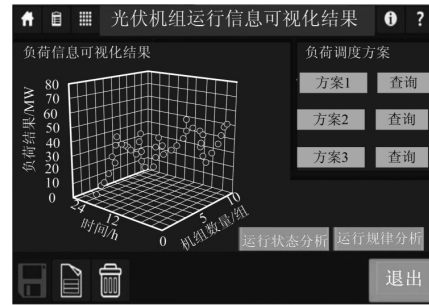 光伏机组运行信息可视化结果
i ?
负荷信息可视化结果
负荷调度方案
方案1 查询
方案2 查询
方案3 查询
负荷结果/MW
80
70
60
50
40
30
20
10
0
24
12
0
时间/h
5
10
机组数量/组
运行状态分析 运行规律分析
退出